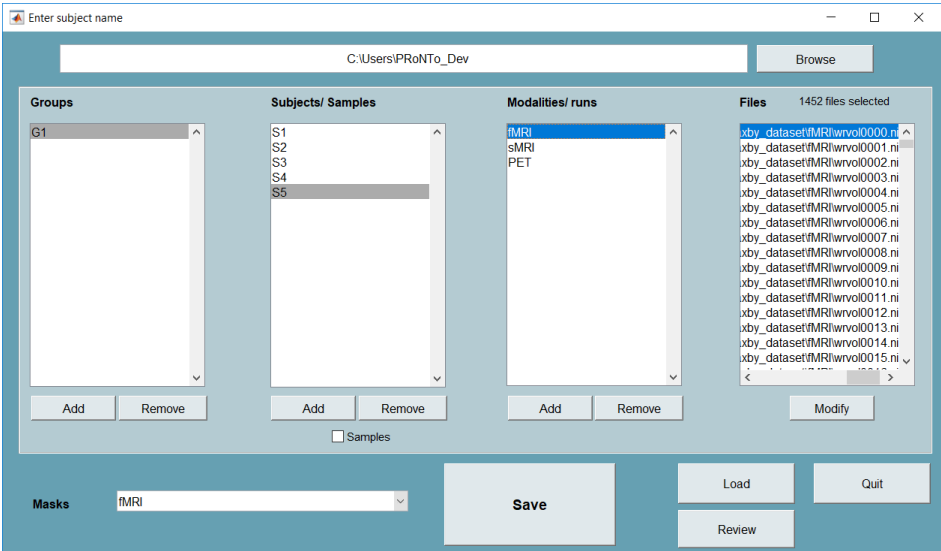 Enter subject name
C:\Users\PRoNTo_Dev
Browse
Groups
Subjects/ Samples
Modalities/ runs
Files
1452 files selected
G1
S1
S2
S3
S4
S5
fMRI
sMRI
PET
xby_dataset\fMRI\wrvol0000.ni
xby_dataset\fMRI\wrvol0001.ni
xby_dataset\fMRI\wrvol0002.ni
xby_dataset\fMRI\wrvol0003.ni
xby_dataset\fMRI\wrvol0004.ni
xby_dataset\fMRI\wrvol0005.ni
xby_dataset\fMRI\wrvol0006.ni
xby_dataset\fMRI\wrvol0007.ni
xby_dataset\fMRI\wrvol0008.ni
xby_dataset\fMRI\wrvol0009.ni
xby_dataset\fMRI\wrvol0010.ni
xby_dataset\fMRI\wrvol0011.ni
xby_dataset\fMRI\wrvol0012.ni
xby_dataset\fMRI\wrvol0013.ni
xby_dataset\fMRI\wrvol0014.ni
xby_dataset\fMRI\wrvol0015.ni
Add
Remove
Add
Remove
Add
Remove
Modify
Samples
Masks
fMRI
Save
Load
Quit
Review